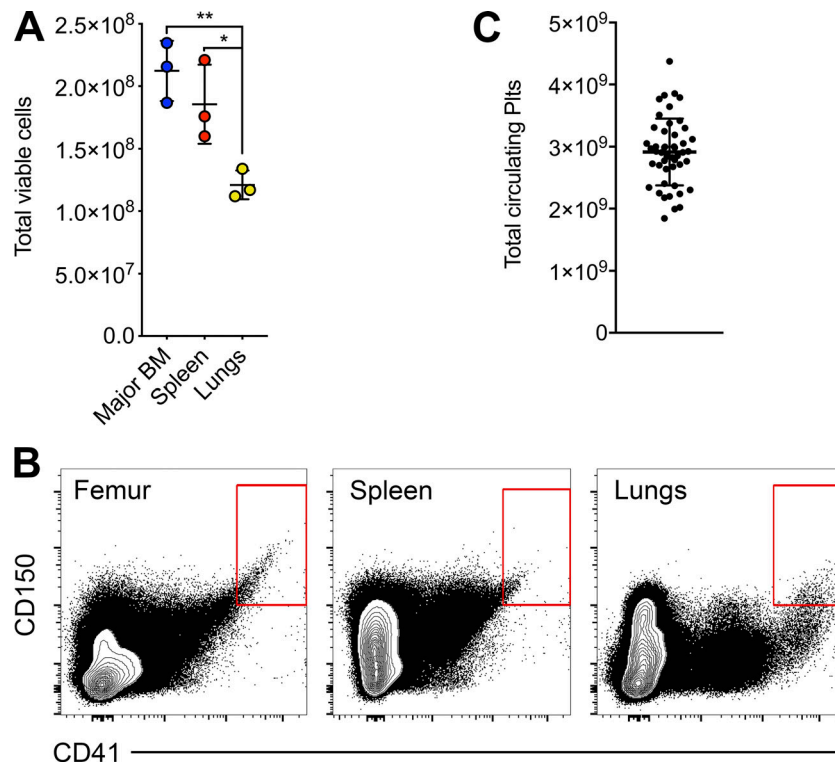 A
Total viable cells
2.5×10⁸
2.0×10⁸
1.5×10⁸
1.0×10⁸
5.0×10⁷
0.0
**
*
Major BM
Spleen
Lungs
C
Total circulating Plts
5×10⁹
4×10⁹
3×10⁹
2×10⁹
1×10⁹
0
B
CD150
Femur
Spleen
Lungs
CD41